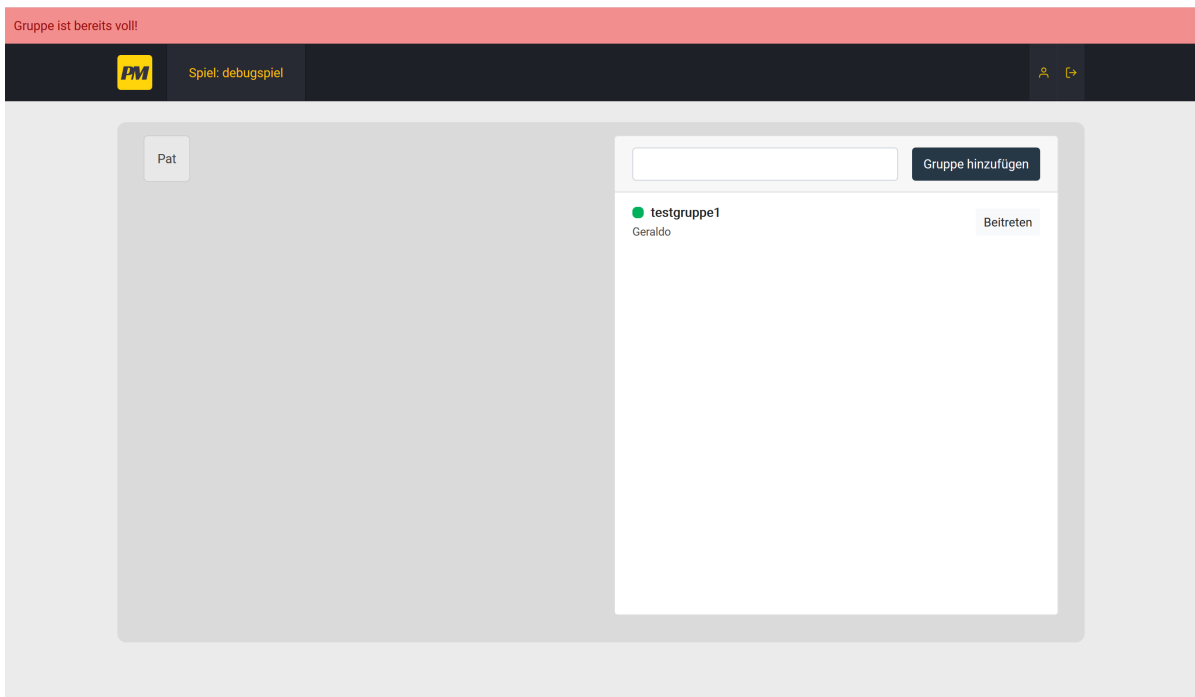 Gruppe ist bereits voll!
PM
Spiel: debugspiel
Pat
Gruppe hinzufügen
testgruppe1
Geraldo
Beitreten